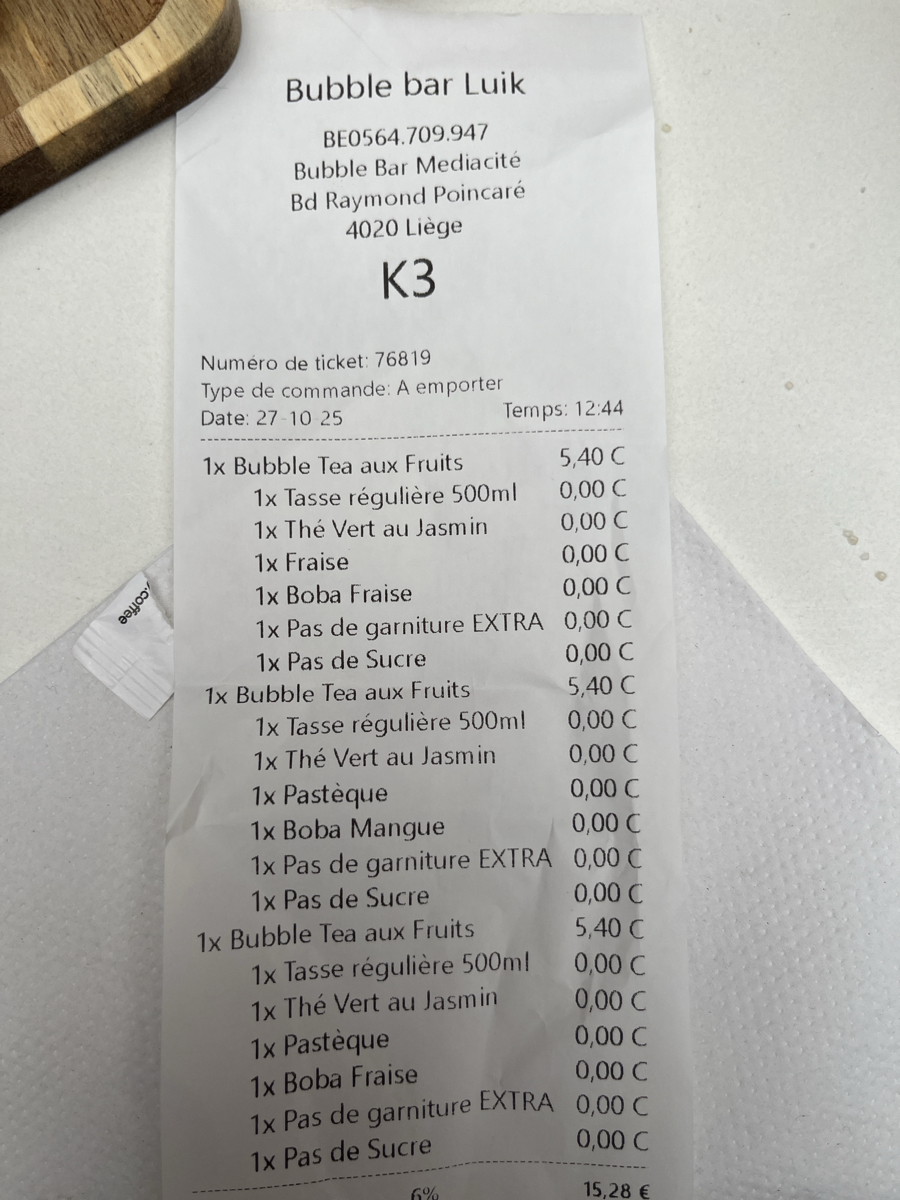 Bubble bar Luik
BE0564.709.947
Bubble Bar Mediacité
Bd Raymond Poincaré
4020 Liège
K3
Numéro de ticket: 76819
Type de commande: A emporter
Date: 27-10-25 Temps: 12:44
1x Bubble Tea aux Fruits 5,40 C
1x Tasse régulière 500ml 0,00 C
1x Thé Vert au Jasmin 0,00 C
1x Fraise 0,00 C
1x Boba Fraise 0,00 C
1x Pas de garniture EXTRA 0,00 C
1x Pas de Sucre 0,00 C
1x Bubble Tea aux Fruits 5,40 C
1x Tasse régulière 500ml 0,00 C
1x Thé Vert au Jasmin 0,00 C
1x Pastèque 0,00 C
1x Boba Mangue 0,00 C
1x Pas de garniture EXTRA 0,00 C
1x Pas de Sucre 0,00 C
1x Bubble Tea aux Fruits 5,40 C
1x Tasse régulière 500ml 0,00 C
1x Thé Vert au Jasmin 0,00 C
1x Pastèque 0,00 C
1x Boba Fraise 0,00 C
1x Pas de garniture EXTRA 0,00 C
1x Pas de Sucre 0,00 C
6% 15,28 €
.coffee